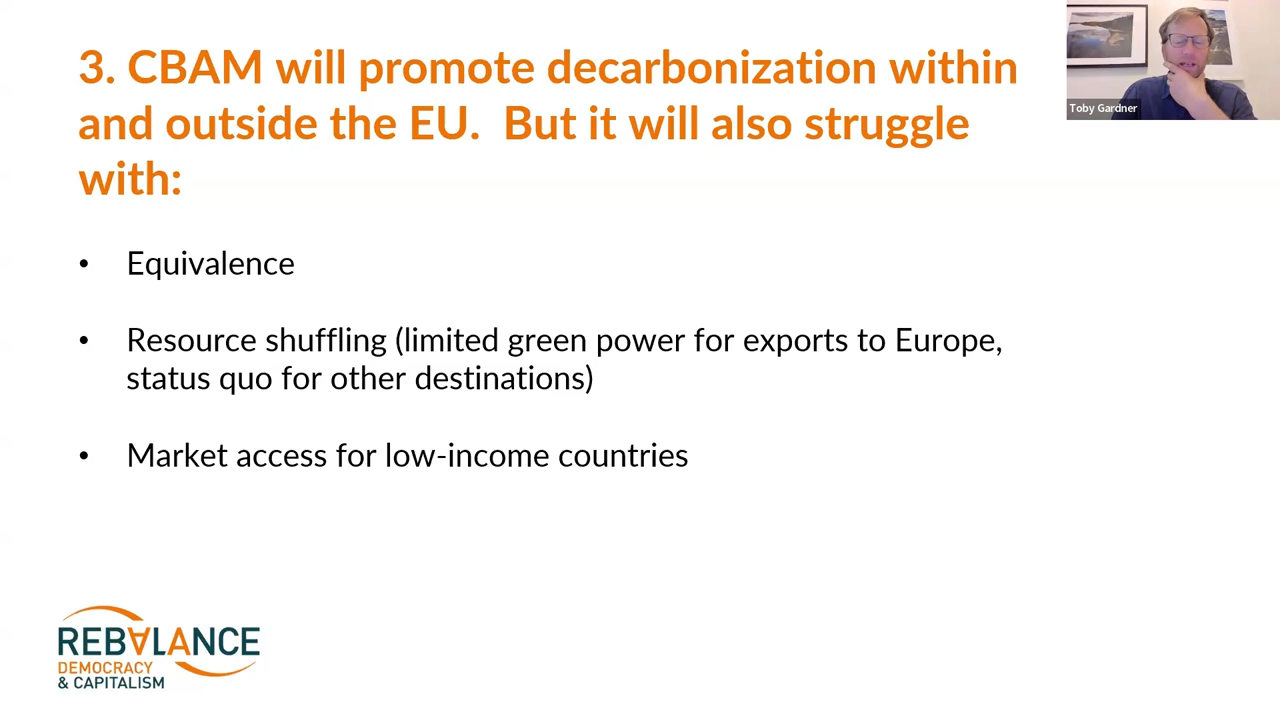 3. CBAM will promote decarbonization within
and outside the EU.  But it will also struggle
with:
Toby Gardner
• Equivalence
• Resource shuffling (limited green power for exports to Europe,
status quo for other destinations)
• Market access for low-income countries
REBALANCE
DEMOCRACY
& CAPITALISM